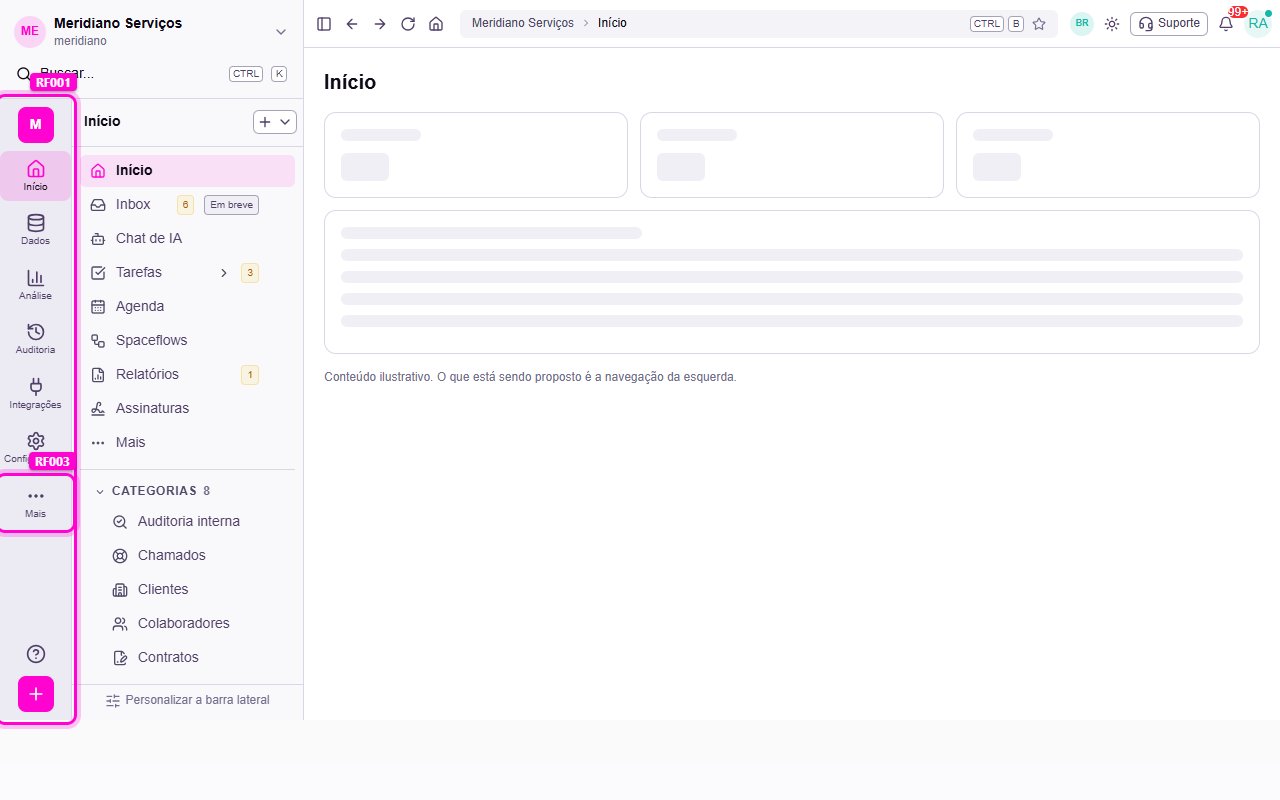 ME
Meridiano Serviços
meridiano
CTRL
K
RF001
M
Início
Dados
Análise
Auditoria
Integrações
RF003
Mais
Início
Início
Inbox
6
Em breve
Chat de IA
Tarefas
3
Agenda
Spaceflows
Relatórios
1
Assinaturas
Mais
CATEGORIAS 8
Auditoria interna
Chamados
Clientes
Colaboradores
Contratos
Personalizar a barra lateral
Meridiano Serviços > Início
CTRL
B
BR
Suporte
99+
RA
Início
Conteúdo ilustrativo. O que está sendo proposto é a navegação da esquerda.